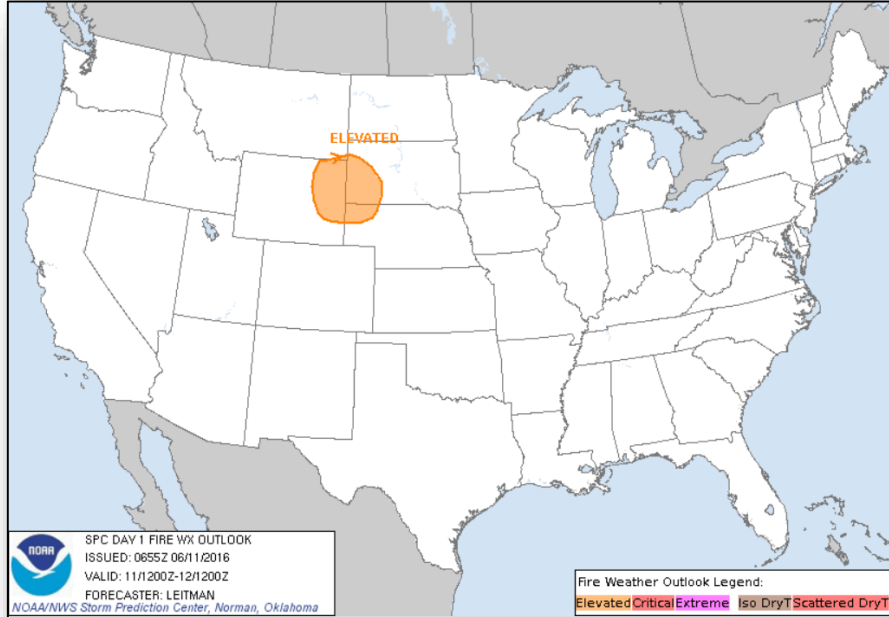 ELEVATED
NOAA
SPC DAY 1 FIRE WX OUTLOOK
ISSUED: 0655Z 06/11/2016
VALID: 11/1200Z-12/1200Z
FORECASTER: LEITMAN
NOAA/NWS Storm Prediction Center, Norman, Oklahoma
Fire Weather Outlook Legend:
Elevated Critical Extreme Iso DryT Scattered DryT